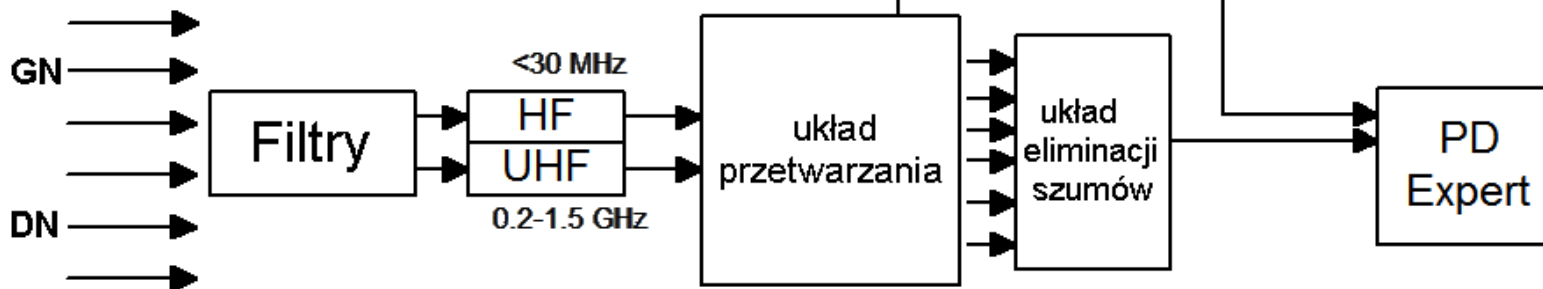 GN
DN
Filtry
<30 MHz
HF
UHF
0.2-1.5 GHz
układ
przetwarzania
układ
eliminacji
szumów
PD
Expert